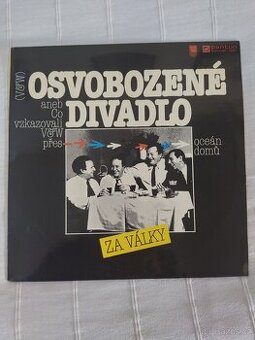 (V&W)
OSVOBOZENÉ
aneb
Co
vzkazovali
V&W
přes
DIVADLO
oceán
domů
ZA VÁLKY